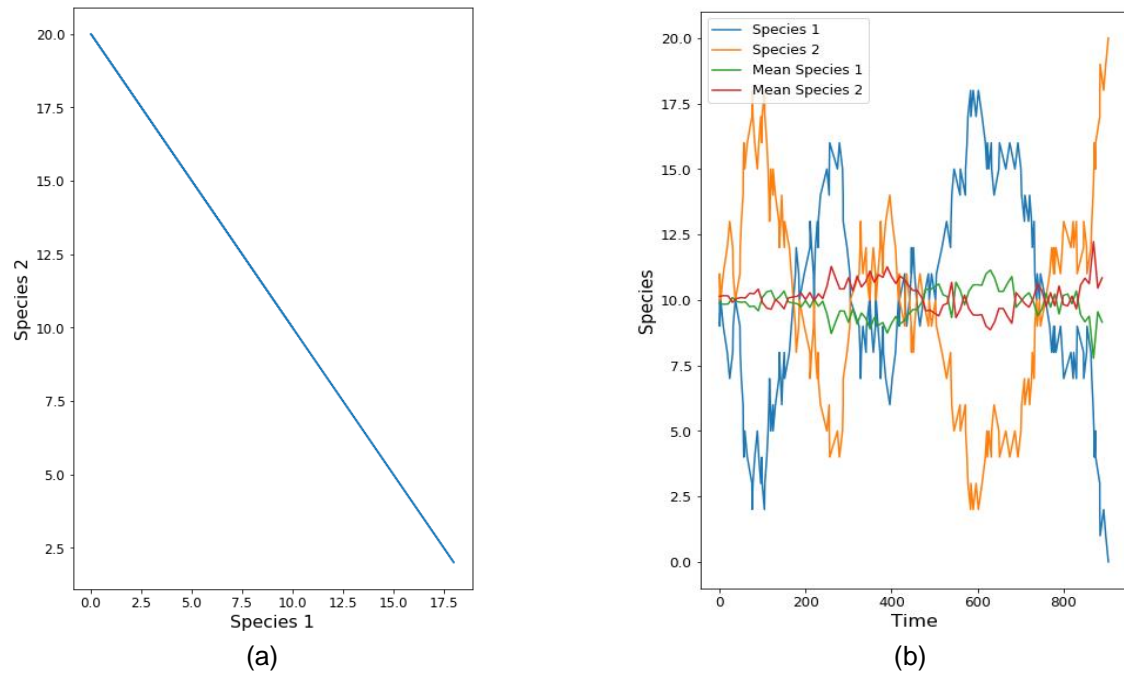 20.0
17.5
15.0
12.5
10.0
7.5
5.0
2.5
Species 2
0.0 2.5 5.0 7.5 10.0 12.5 15.0 17.5
Species 1
(a)
Species 1
Species 2
Mean Species 1
Mean Species 2
20.0
17.5
15.0
12.5
10.0
7.5
5.0
2.5
0.0
Species
0 200 400 600 800
Time
(b)